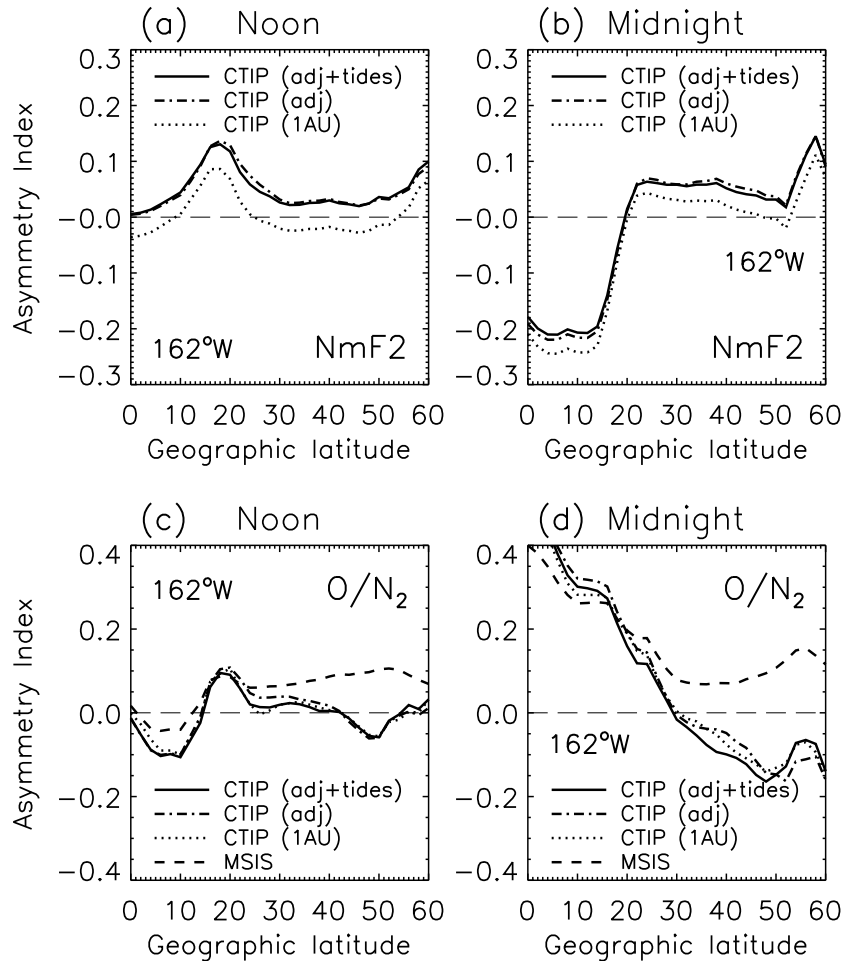 (a) Noon
0.3
0.2
0.1
−0.0
−0.1
−0.2
−0.3
Asymmetry Index
CTIP (adj+tides)
CTIP (adj)
CTIP (1AU)
162°W NmF2
0 10 20 30 40 50 60
Geographic latitude
(b) Midnight
0.3
0.2
0.1
−0.0
−0.1
−0.2
−0.3
CTIP (adj+tides)
CTIP (adj)
CTIP (1AU)
162°W
NmF2
0 10 20 30 40 50 60
Geographic latitude
(c) Noon
0.4
0.2
0.0
−0.2
−0.4
Asymmetry Index
162°W O/N₂
CTIP (adj+tides)
CTIP (adj)
CTIP (1AU)
MSIS
0 10 20 30 40 50 60
Geographic latitude
(d) Midnight
0.4
0.2
0.0
−0.2
−0.4
O/N₂
162°W
CTIP (adj+tides)
CTIP (adj)
CTIP (1AU)
MSIS
0 10 20 30 40 50 60
Geographic latitude